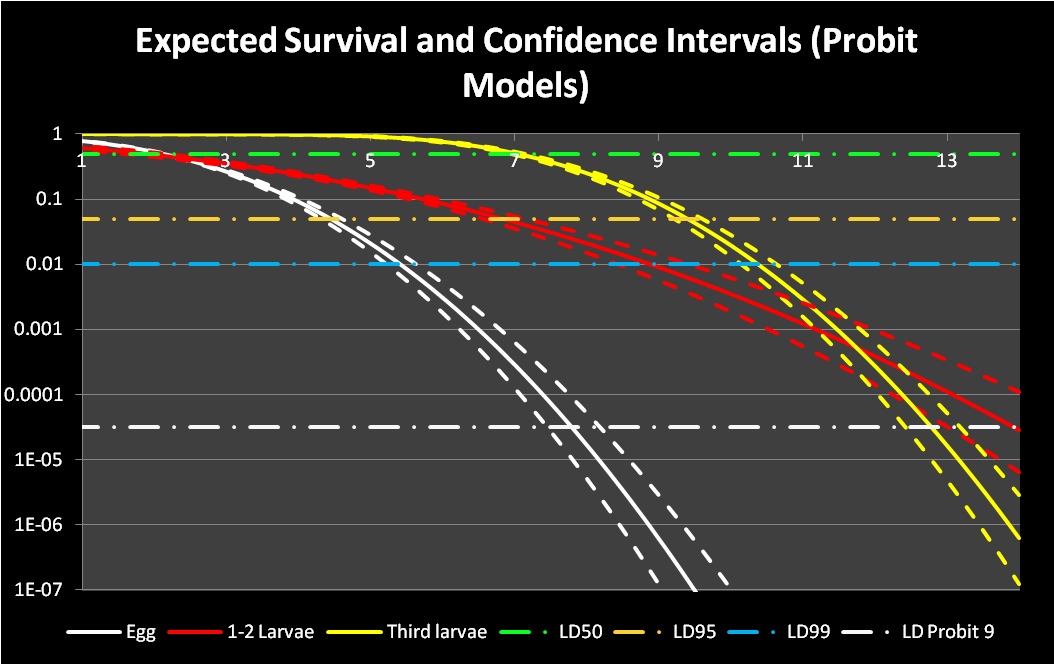 Expected Survival and Confidence Intervals (Probit
Models)
1
3 5 7 9 11 13
0.1
0.01
0.001
0.0001
1E-05
1E-06
1E-07
Egg 1-2 Larvae Third larvae LD50 LD95 LD99 LD Probit 9